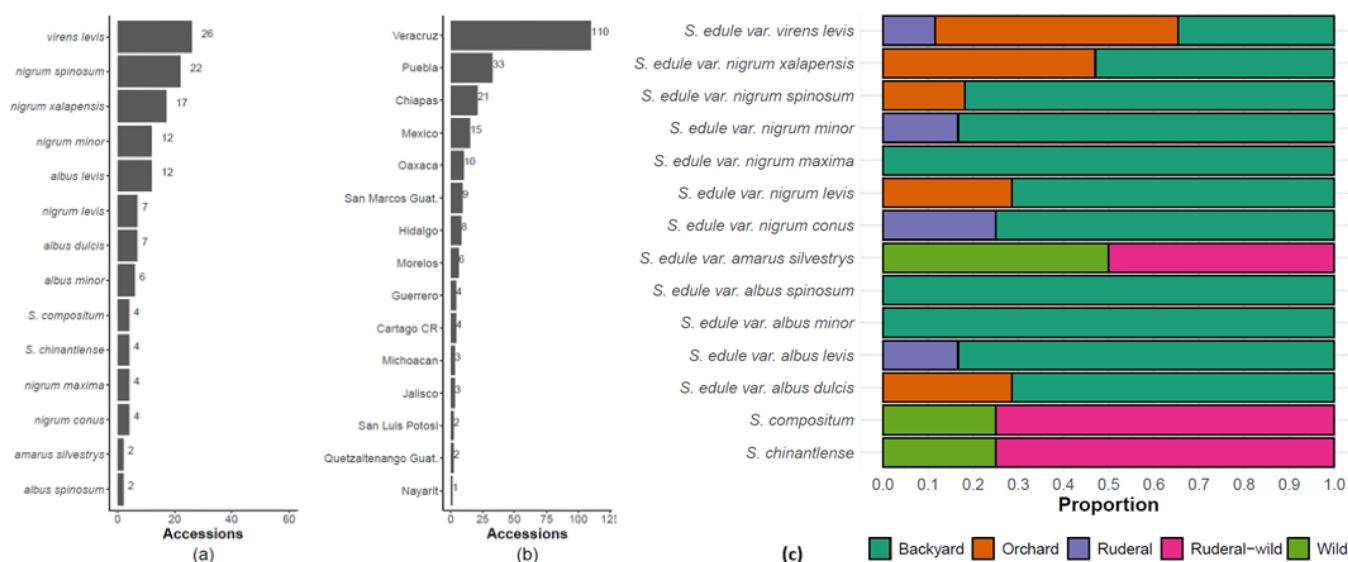 virens levis
26
nigrum spinosum
22
nigrum xalapensis
17
nigrum minor
12
albus levis
12
nigrum levis
7
albus dulcis
7
albus minor
6
S. compositum
4
S. chinantlense
4
nigrum maxima
4
nigrum conus
4
amarus silvestrys
2
albus spinosum
2
0 20 40 60
Accessions
(a)
Veracruz
110
Puebla
33
Chiapas
21
Mexico
15
Oaxaca
10
San Marcos Guat.
9
Hidalgo
8
Morelos
6
Guerrero
4
Cartago CR
4
Michoacan
3
Jalisco
3
San Luis Potosi
2
Quetzaltenango Guat.
2
Nayarit
1
0 25 50 75 100 125
Accessions
(b)
S. edule var. virens levis
S. edule var. nigrum xalapensis
S. edule var. nigrum spinosum
S. edule var. nigrum minor
S. edule var. nigrum maxima
S. edule var. nigrum levis
S. edule var. nigrum conus
S. edule var. amarus silvestrys
S. edule var. albus spinosum
S. edule var. albus minor
S. edule var. albus levis
S. edule var. albus dulcis
S. compositum
S. chinantlense
0.0 0.1 0.2 0.3 0.4 0.5 0.6 0.7 0.8 0.9 1.0
Proportion
(c)
Backyard Orchard Ruderal Ruderal-wild Wild